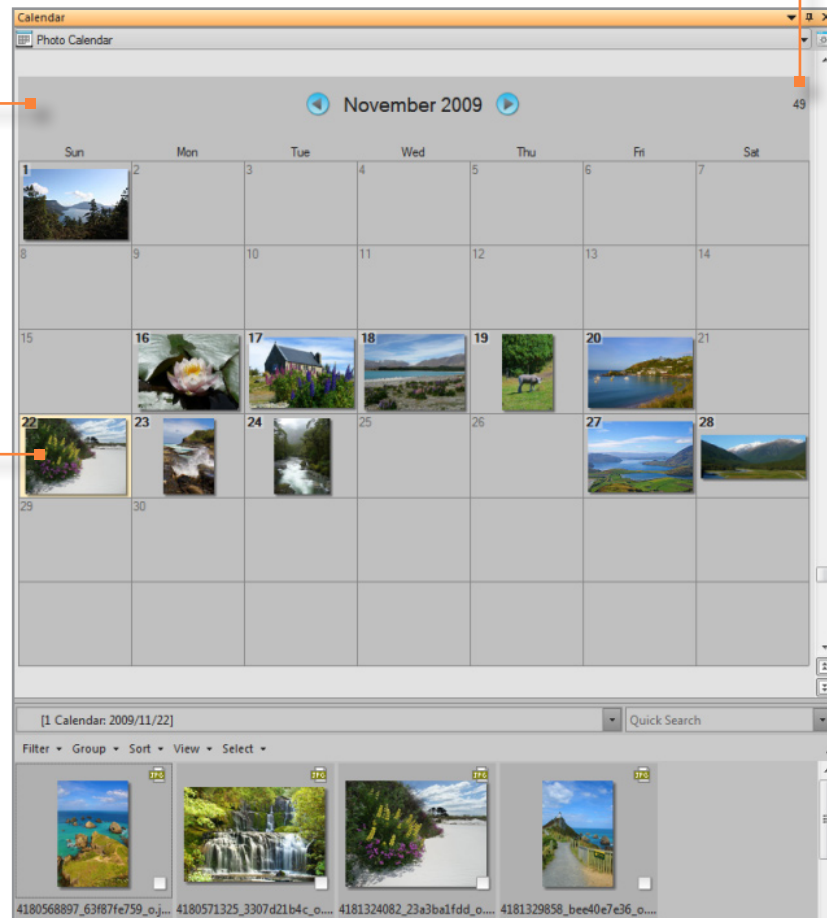 Calendar
Photo Calendar
November 2009
49
Sun Mon Tue Wed Thu Fri Sat
1 2 3 4 5 6 7
8 9 10 11 12 13 14
15 16 17 18 19 20 21
22 23 24 25 26 27 28
29 30
[1 Calendar: 2009/11/22] Quick Search
Filter Group Sort View Select
JPG JPG JPG JPG
4180568897_63f87fe759_o.j... 4180571325_3307d21b4c_o.... 4181324082_23a3ba1fdd_o.... 4181329858_bee40e7e36_o....